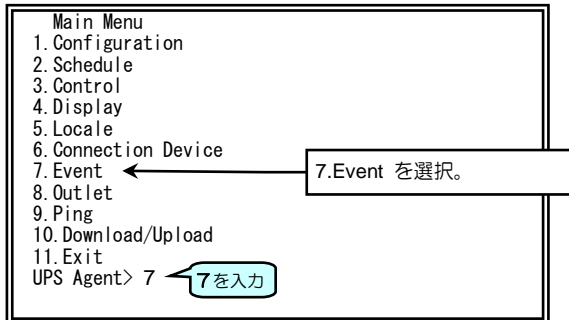 Main Menu
1.Configuration
2.Schedule
3.Control
4.Display
5.Locale
6.Connection Device
7.Event
7.Event を選択。
8.Outlet
9.Ping
10.Download/Upload
11.Exit
UPS Agent> 7
7を入力